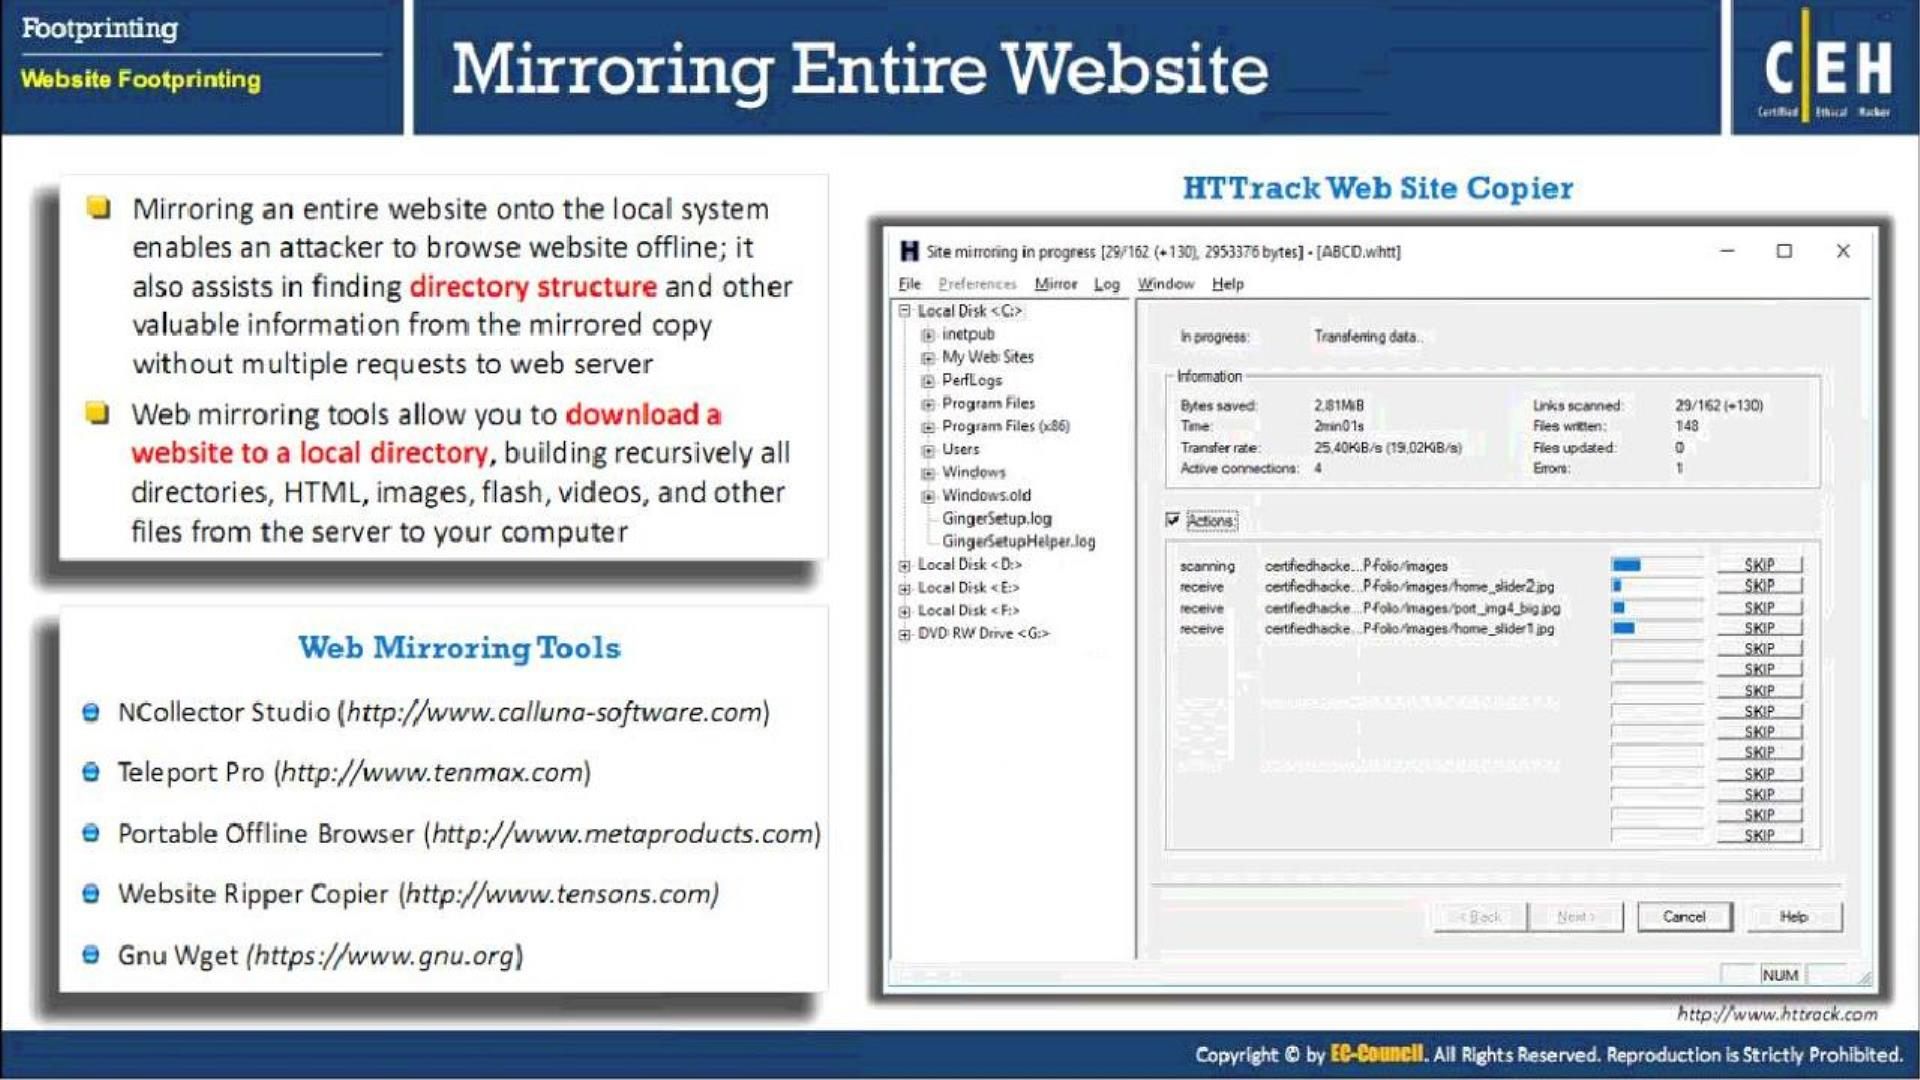 Footprinting
Website Footprinting
Mirroring Entire Website
C|EH
Certified Ethical Hacker
Mirroring an entire website onto the local system
enables an attacker to browse website offline; it
also assists in finding directory structure and other
valuable information from the mirrored copy
without multiple requests to web server
Web mirroring tools allow you to download a
website to a local directory, building recursively all
directories, HTML, images, flash, videos, and other
files from the server to your computer
Web Mirroring Tools
NCollector Studio (http://www.calluna-software.com)
Teleport Pro (http://www.tenmax.com)
Portable Offline Browser (http://www.metaproducts.com)
Website Ripper Copier (http://www.tensons.com)
Gnu Wget (https://www.gnu.org)
HTTrack Web Site Copier
Site mirroring in progress [29/162 (+130), 2953376 bytes] - [ABCD.whtt]
File Preferences Mirror Log Window Help
Local Disk <C:>
inetpub
My Web Sites
PerfLogs
Program Files
Program Files (x86)
Users
Windows
Windows.old
GingerSetup.log
GingerSetupHelper.log
Local Disk <D:>
Local Disk <E:>
Local Disk <F:>
DVD RW Drive <G:>
In progress: Transferring data..
Information
Bytes saved: 2,81MiB Links scanned: 29/162 (+130)
Time: 2min01s Files written: 148
Transfer rate: 25,40KiB/s (19,02KiB/s) Files updated: 0
Active connections: 4 Errors: 1
Actions:
scanning certifiedhacke...P-folio/images SKIP
receive certifiedhacke...P-folio/images/home_slider2.jpg SKIP
receive certifiedhacke...P-folio/images/port_img4_big.jpg SKIP
receive certifiedhacke...P-folio/images/home_slider1.jpg SKIP
SKIP
SKIP
SKIP
SKIP
SKIP
SKIP
SKIP
SKIP
SKIP
SKIP
< Back Next > Cancel Help
NUM
http://www.httrack.com
Copyright © by EC-Council. All Rights Reserved. Reproduction is Strictly Prohibited.